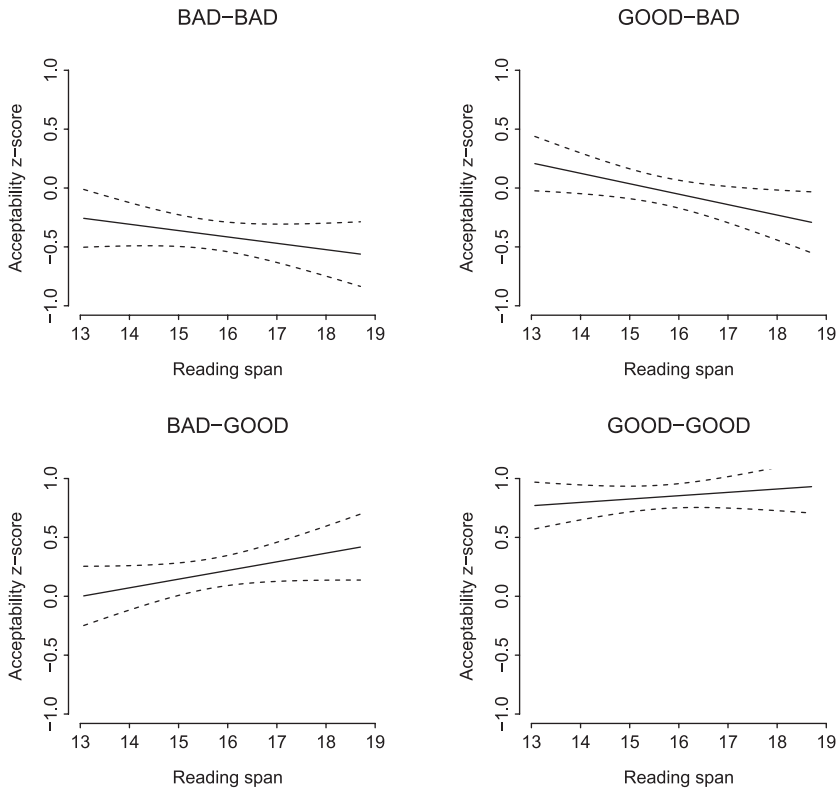 BAD−BAD
Acceptability z−score
1.0
0.5
0.0
−0.5
−1.0
13 14 15 16 17 18 19
Reading span
GOOD−BAD
Acceptability z−score
1.0
0.5
0.0
−0.5
−1.0
13 14 15 16 17 18 19
Reading span
BAD−GOOD
Acceptability z−score
1.0
0.5
0.0
−0.5
−1.0
13 14 15 16 17 18 19
Reading span
GOOD−GOOD
Acceptability z−score
1.0
0.5
0.0
−0.5
−1.0
13 14 15 16 17 18 19
Reading span